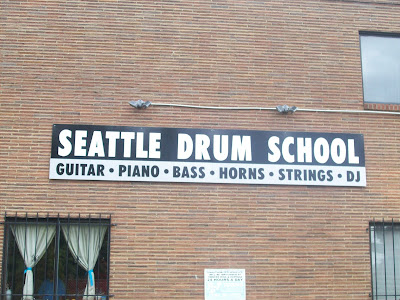 SEATTLE DRUM SCHOOL
GUITAR • PIANO • BASS • HORNS • STRINGS • DJ